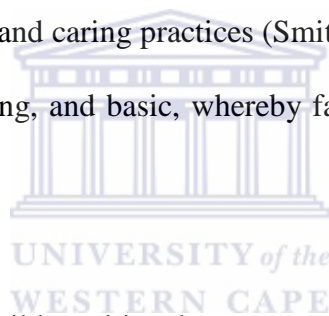 and caring practices (Smit
ng, and basic, whereby fa
UNIVERSITY of the
WESTERN CAPE